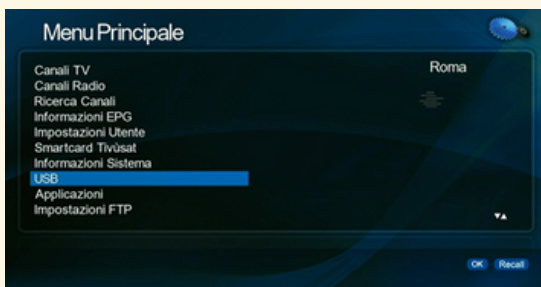 Menu Principale
Canali TV
Roma
Canali Radio
Ricerca Canali
Informazioni EPG
Impostazioni Utente
Smartcard Tivùsat
Informazioni Sistema
USB
Applicazioni
Impostazioni FTP
OK Recall